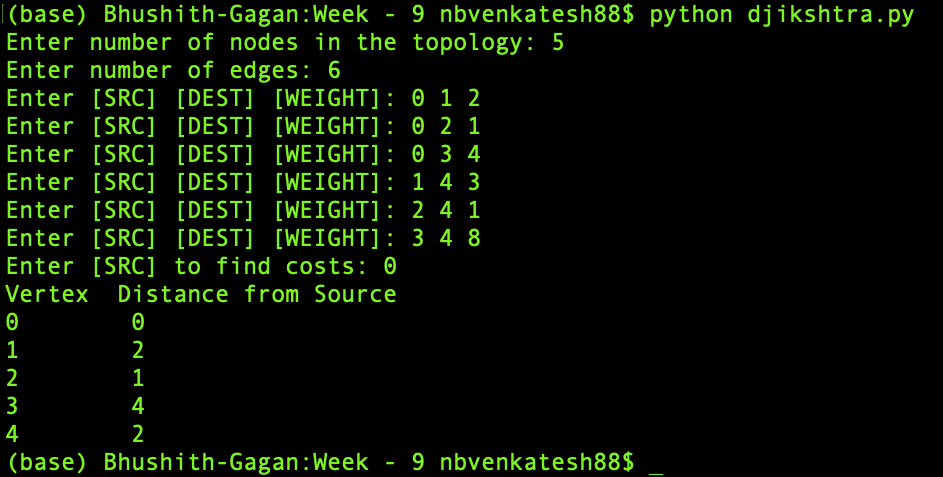 (base) Bhushith-Gagan:Week - 9 nbvenkatesh88$ python djikshtra.py
Enter number of nodes in the topology: 5
Enter number of edges: 6
Enter [SRC] [DEST] [WEIGHT]: 0 1 2
Enter [SRC] [DEST] [WEIGHT]: 0 2 1
Enter [SRC] [DEST] [WEIGHT]: 0 3 4
Enter [SRC] [DEST] [WEIGHT]: 1 4 3
Enter [SRC] [DEST] [WEIGHT]: 2 4 1
Enter [SRC] [DEST] [WEIGHT]: 3 4 8
Enter [SRC] to find costs: 0
Vertex  Distance from Source
0        0
1        2
2        1
3        4
4        2
(base) Bhushith-Gagan:Week - 9 nbvenkatesh88$ _